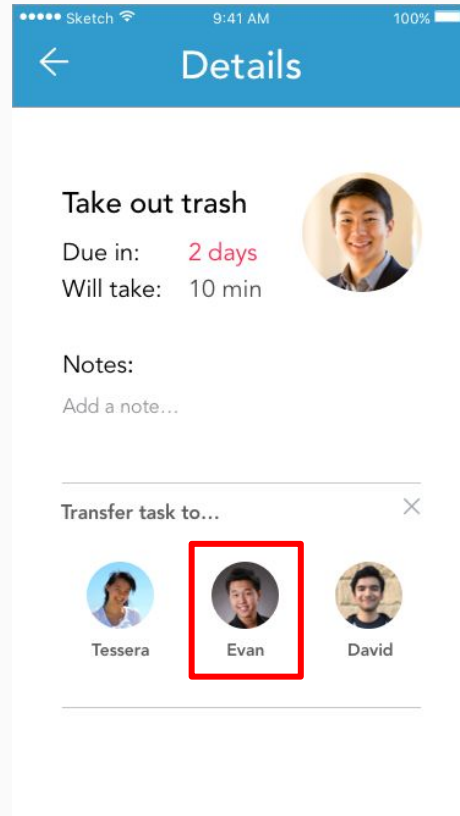 Sketch 9:41 AM 100%
Details
Take out trash
Due in: 2 days
Will take: 10 min
Notes:
Add a note...
Transfer task to...
Tessera Evan David